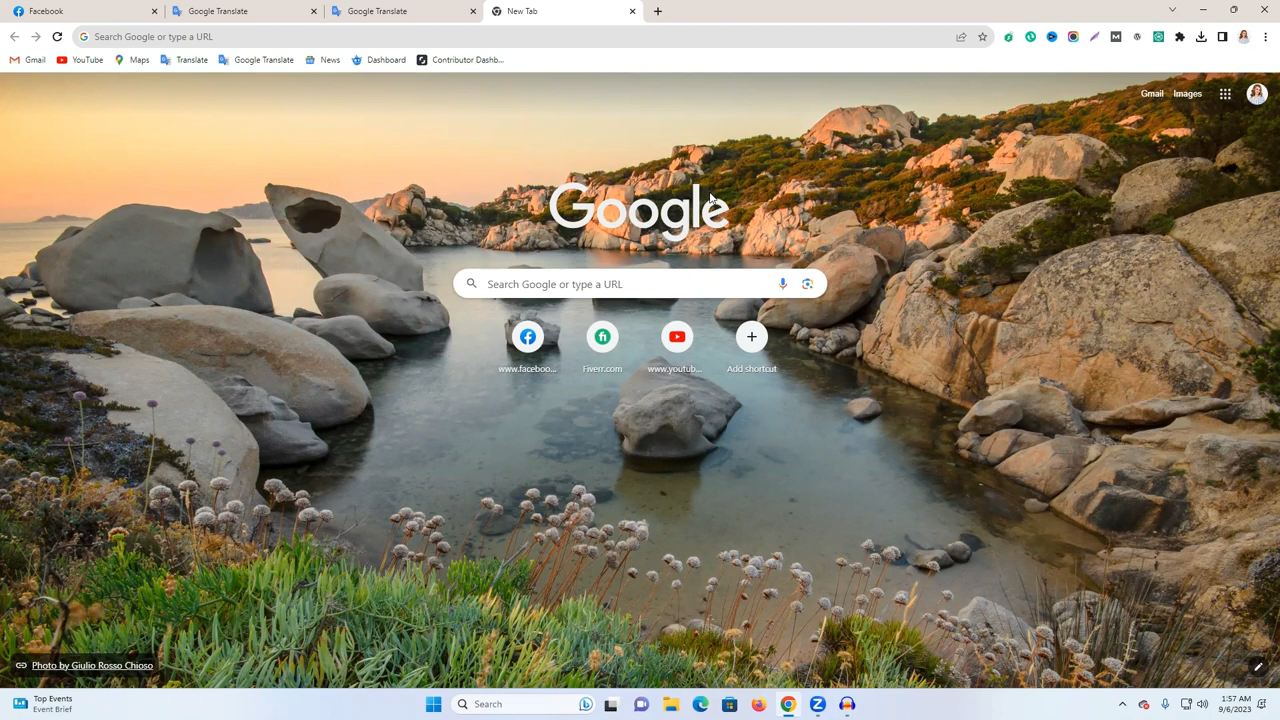 Facebook
Google Translate
Google Translate
New Tab
Search Google or type a URL
Gmail
YouTube
Maps
Translate
Google Translate
News
Dashboard
Contributor Dashb...
Gmail
Images
Google
Search Google or type a URL
www.faceboo...
Fiverr.com
www.youtub...
Add shortcut
Photo by Giulio Rosso Chioso
Top Events
Event Brief
Search
1:57 AM
9/6/2023